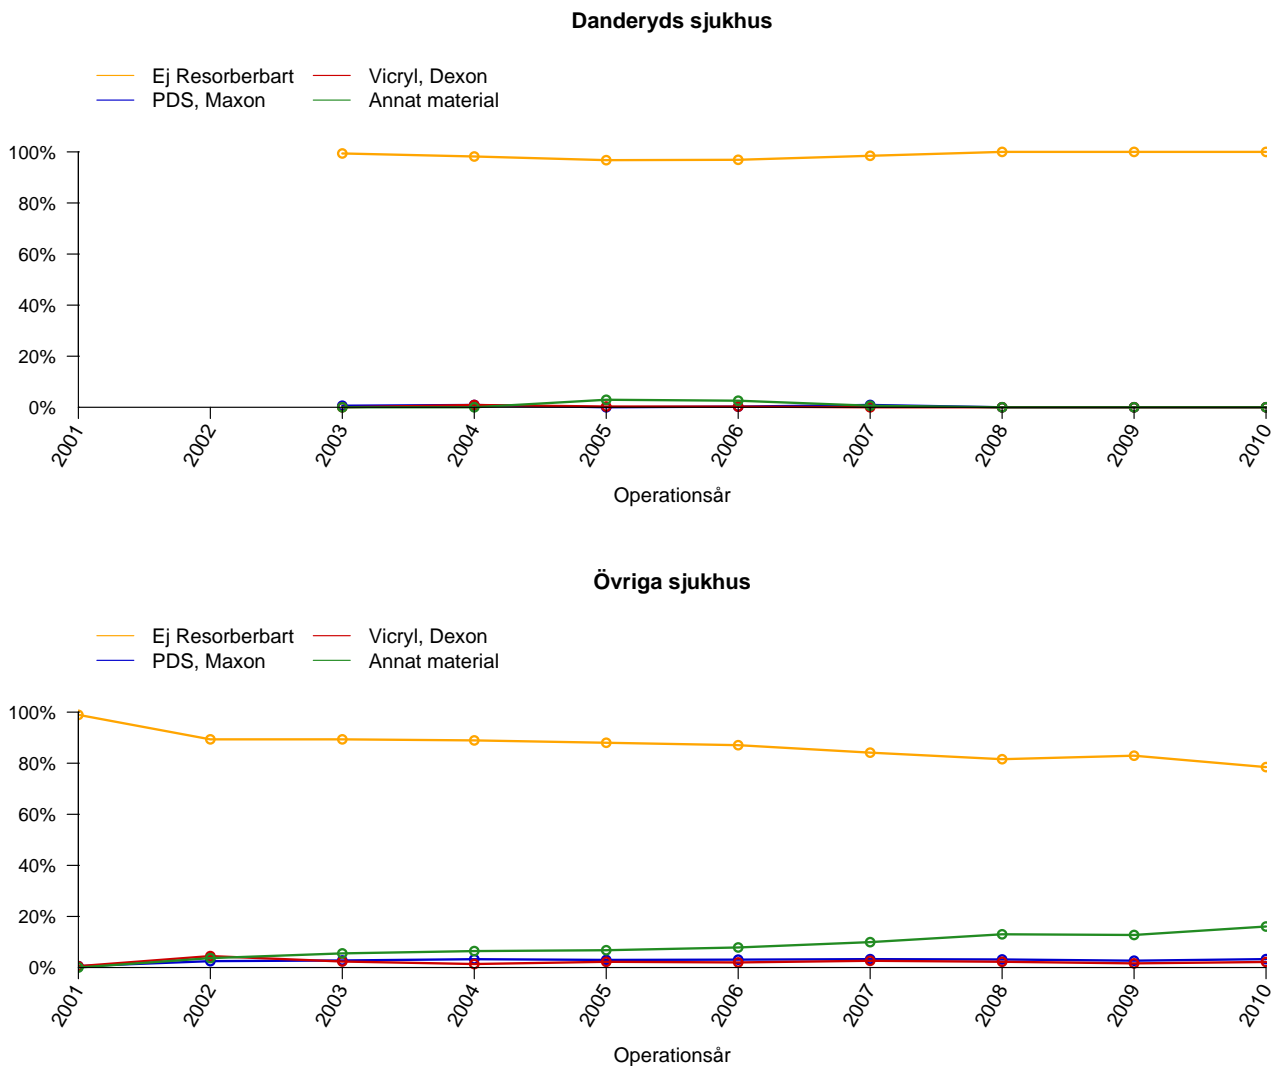 Danderyds sjukhus
Ej Resorberbart Vicryl, Dexon
PDS, Maxon Annat material
100%
80%
60%
40%
20%
0%
2001 2002 2003 2004 2005 2006 2007 2008 2009 2010
Operationsår
Övriga sjukhus
Ej Resorberbart Vicryl, Dexon
PDS, Maxon Annat material
100%
80%
60%
40%
20%
0%
2001 2002 2003 2004 2005 2006 2007 2008 2009 2010
Operationsår